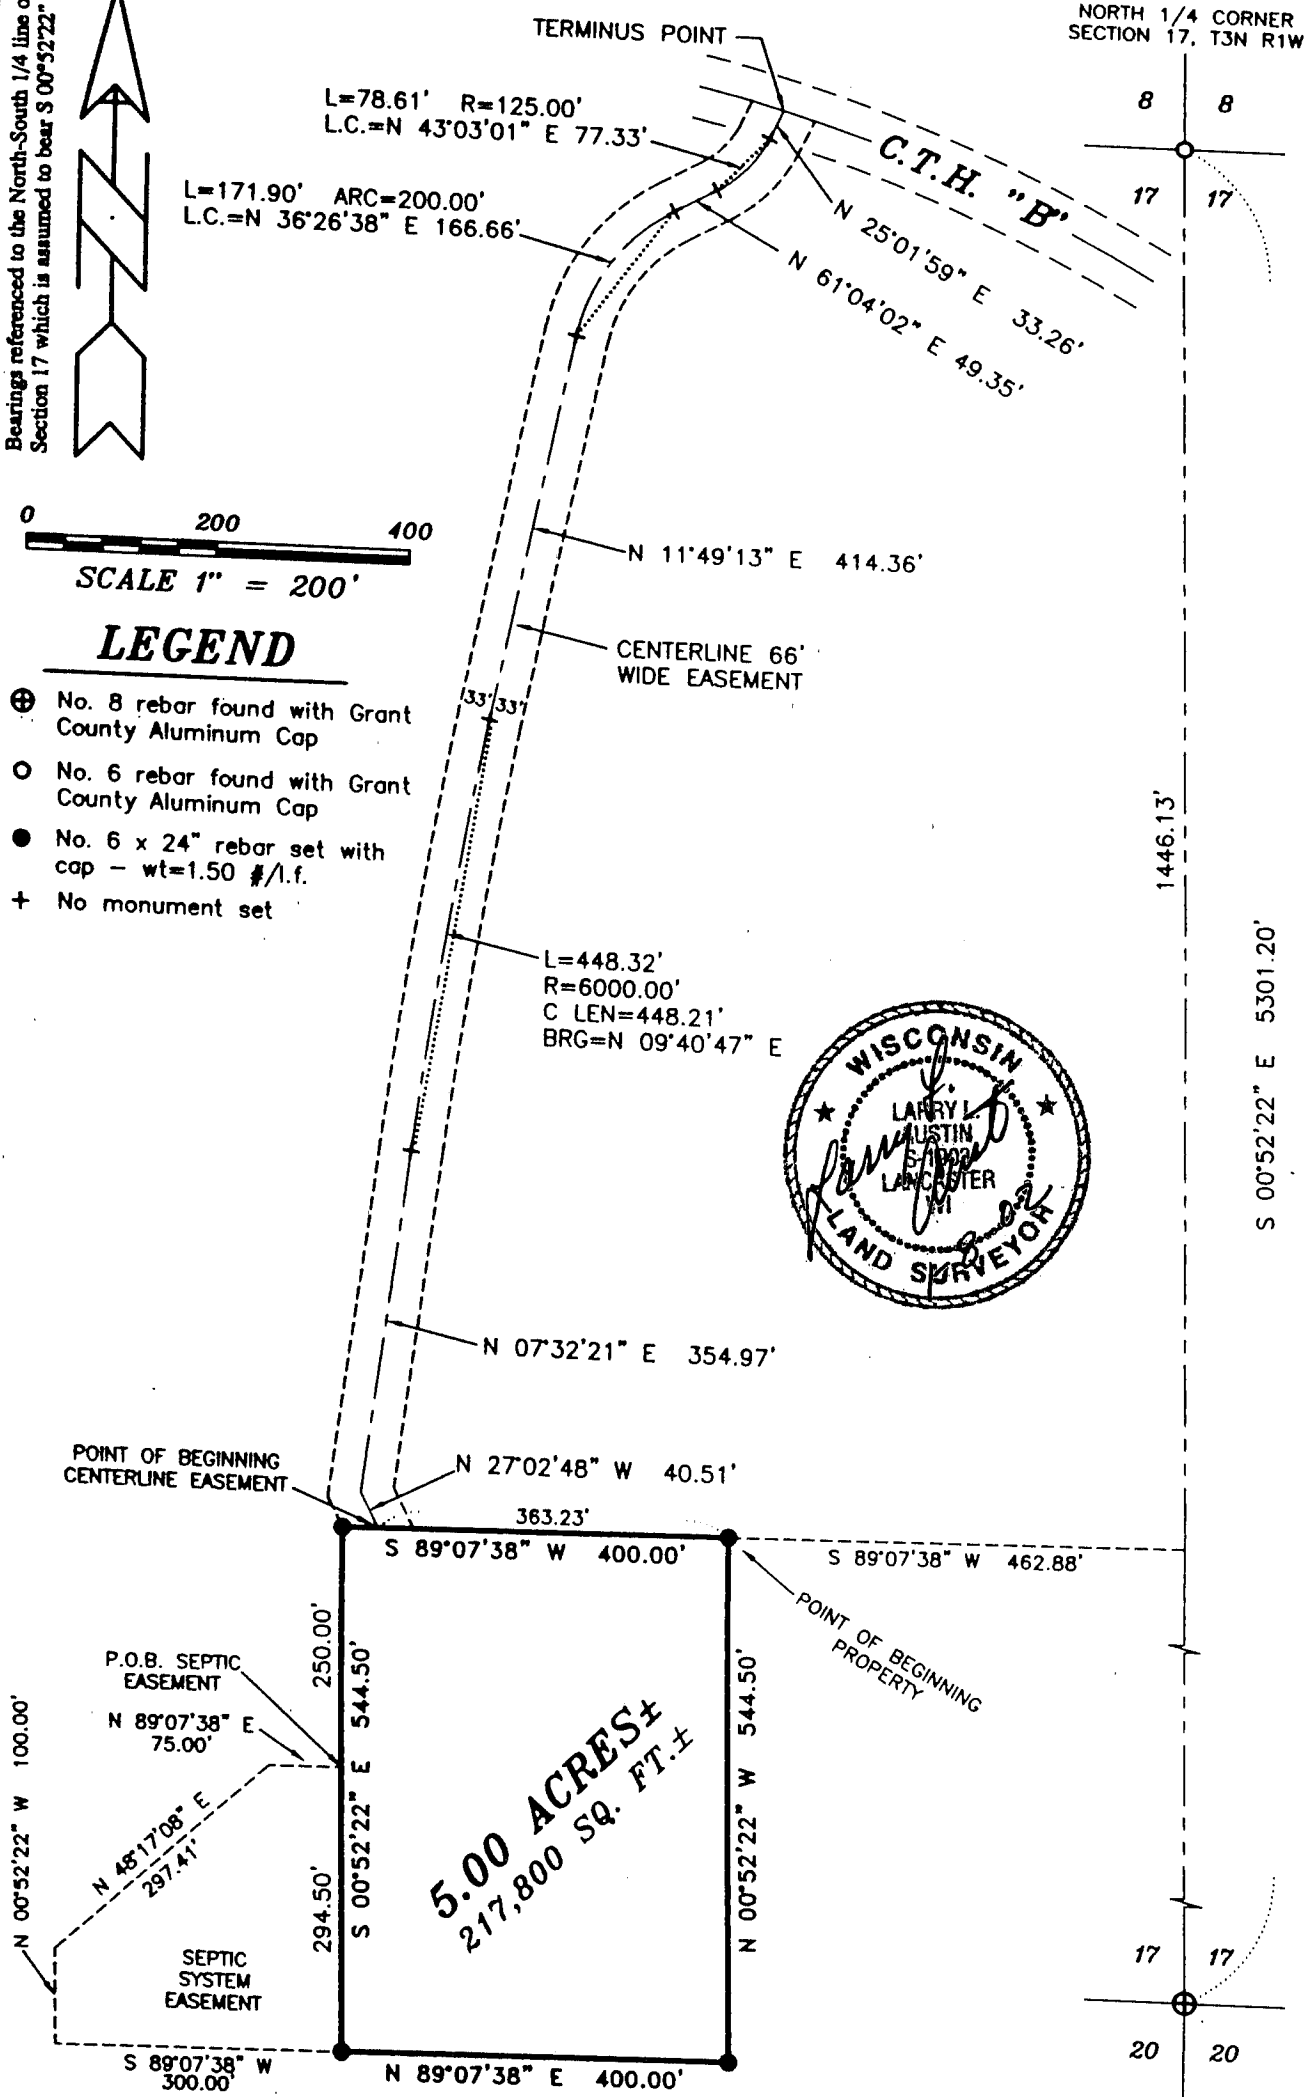 Bearings referenced to the North-South 1/4 line
Section 17 which is assumed to bear S 00°52'22"
NORTH 1/4 CORNER
SECTION 17, T3N R1W
TERMINUS POINT
8 8
17 17
C.T.H. "B"
L=78.61' R=125.00'
L.C.=N 43°03'01" E 77.33'
L=171.90' ARC=200.00'
L.C.=N 36°26'38" E 166.66'
N 25°01'59" E 33.26'
N 61°04'02" E 49.35'
0 200 400
SCALE 1" = 200'
N 11°49'13" E 414.36'
CENTERLINE 66'
WIDE EASEMENT
33' 33'
LEGEND
No. 8 rebar found with Grant
County Aluminum Cap
No. 6 rebar found with Grant
County Aluminum Cap
No. 6 x 24" rebar set with
cap – wt=1.50 #/l.f.
+ No monument set
1446.13'
S 00°52'22" E 5301.20'
L=448.32'
R=6000.00'
C LEN=448.21'
BRG=N 09°40'47" E
WISCONSIN
LARRY L.
AUSTIN
LANCASTER
WI
LAND SURVEYOR
N 07°32'21" E 354.97'
POINT OF BEGINNING
CENTERLINE EASEMENT
N 27°02'48" W 40.51'
363.23'
S 89°07'38" W 400.00'
S 89°07'38" W 462.88'
POINT OF BEGINNING
PROPERTY
250.00'
S 00°52'22" E 544.50'
294.50'
N 00°52'22" W 544.50'
P.O.B. SEPTIC
EASEMENT
N 89°07'38" E
75.00'
N 48°17'08" E
297.41'
N 00°52'22" W 100.00'
5.00 ACRES±
217,800 SQ. FT.±
SEPTIC
SYSTEM
EASEMENT
S 89°07'38" W
300.00'
N 89°07'38" E 400.00'
17 17
20 20